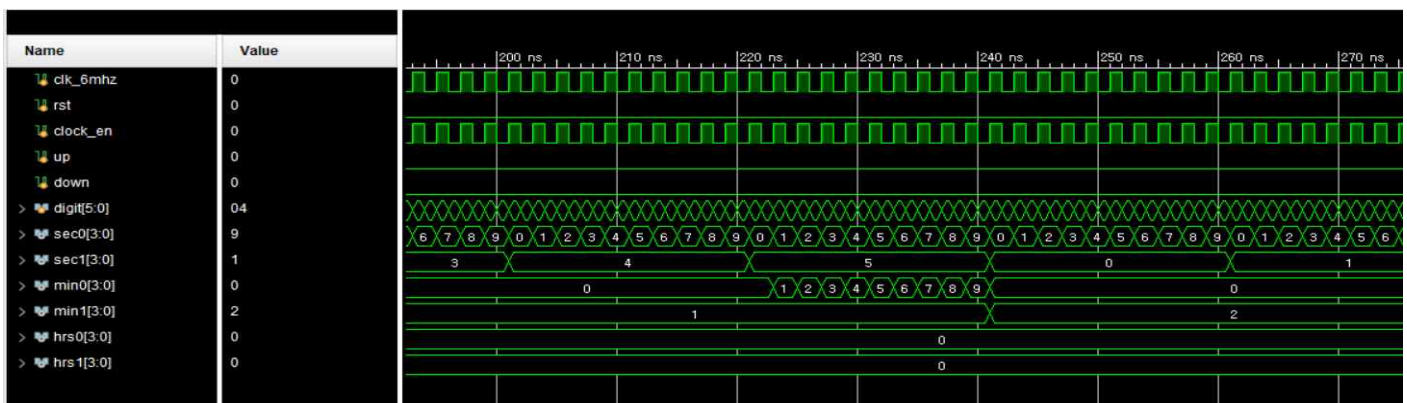 Name Value
200 ns 210 ns 220 ns 230 ns 240 ns 250 ns 260 ns 270 ns
clk_6mhz 0
rst 0
clock_en 0
up 0
down 0
> digit[5:0] 04
> sec0[3:0] 9 6 7 8 9 0 1 2 3 4 5 6 7 8 9 0 1 2 3 4 5 6 7 8 9 0 1 2 3 4 5 6 7 8 9 0 1 2 3 4 5 6
> sec1[3:0] 1 3 4 5 0 1
> min0[3:0] 0 0 1 2 3 4 5 6 7 8 9 0
> min1[3:0] 2 1 2
> hrs0[3:0] 0 0
> hrs1[3:0] 0 0